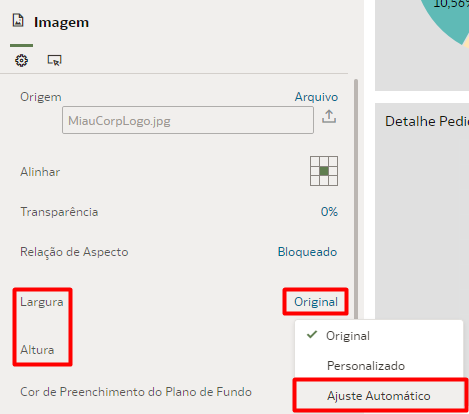 Imagem
10,56%
Origem Arquivo
MiauCorpLogo.jpg
Detalhe Pedi
Alinhar
Transparência 0%
Relação de Aspecto Bloqueado
Largura Original
Original
Altura
Personalizado
Cor de Preenchimento do Plano de Fundo
Ajuste Automático